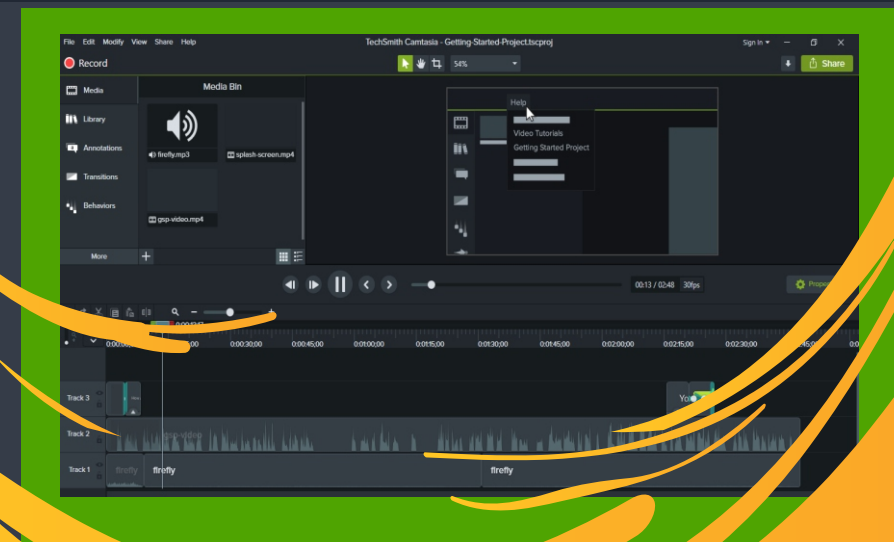 File Edit Modify View Share Help
TechSmith Camtasia - Getting-Started-Project.tscproj
Sign In
Record
54%
Share
Media
Library
Annotations
Transitions
Behaviors
More
Media Bin
firefly.mp3
splash-screen.mp4
gsp-video.mp4
Help
Video Tutorials
Getting Started Project
00:13 / 02:48 30fps
0:00:30;00 0:00:45;00 0:01:00;00 0:01:15;00 0:01:30;00 0:01:45;00 0:02:00;00 0:02:15;00 0:02:30;00
Track 3
Track 2 gsp-video
Track 1 firefly firefly firefly